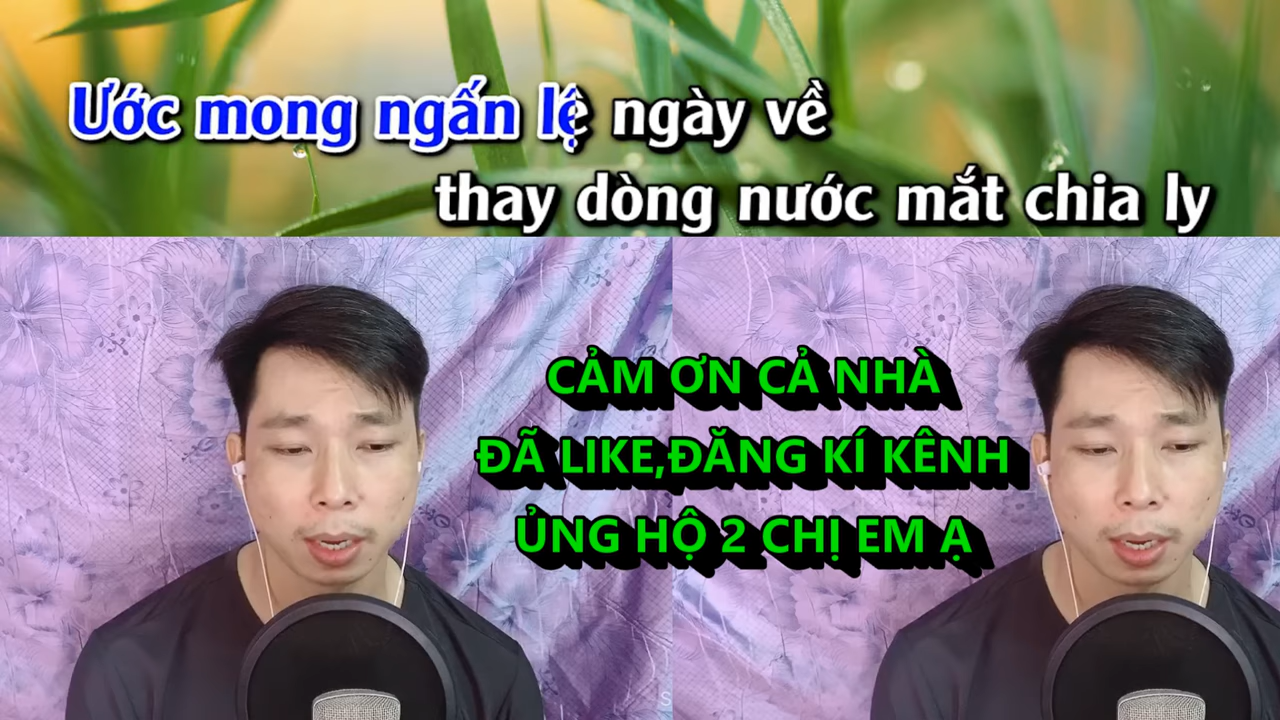 Ước mong ngấn lệ ngày về
thay dòng nước mắt chia ly
CẢM ƠN CẢ NHÀ
ĐÃ LIKE,ĐĂNG KÍ KÊNH
ỦNG HỘ 2 CHỊ EM Ạ